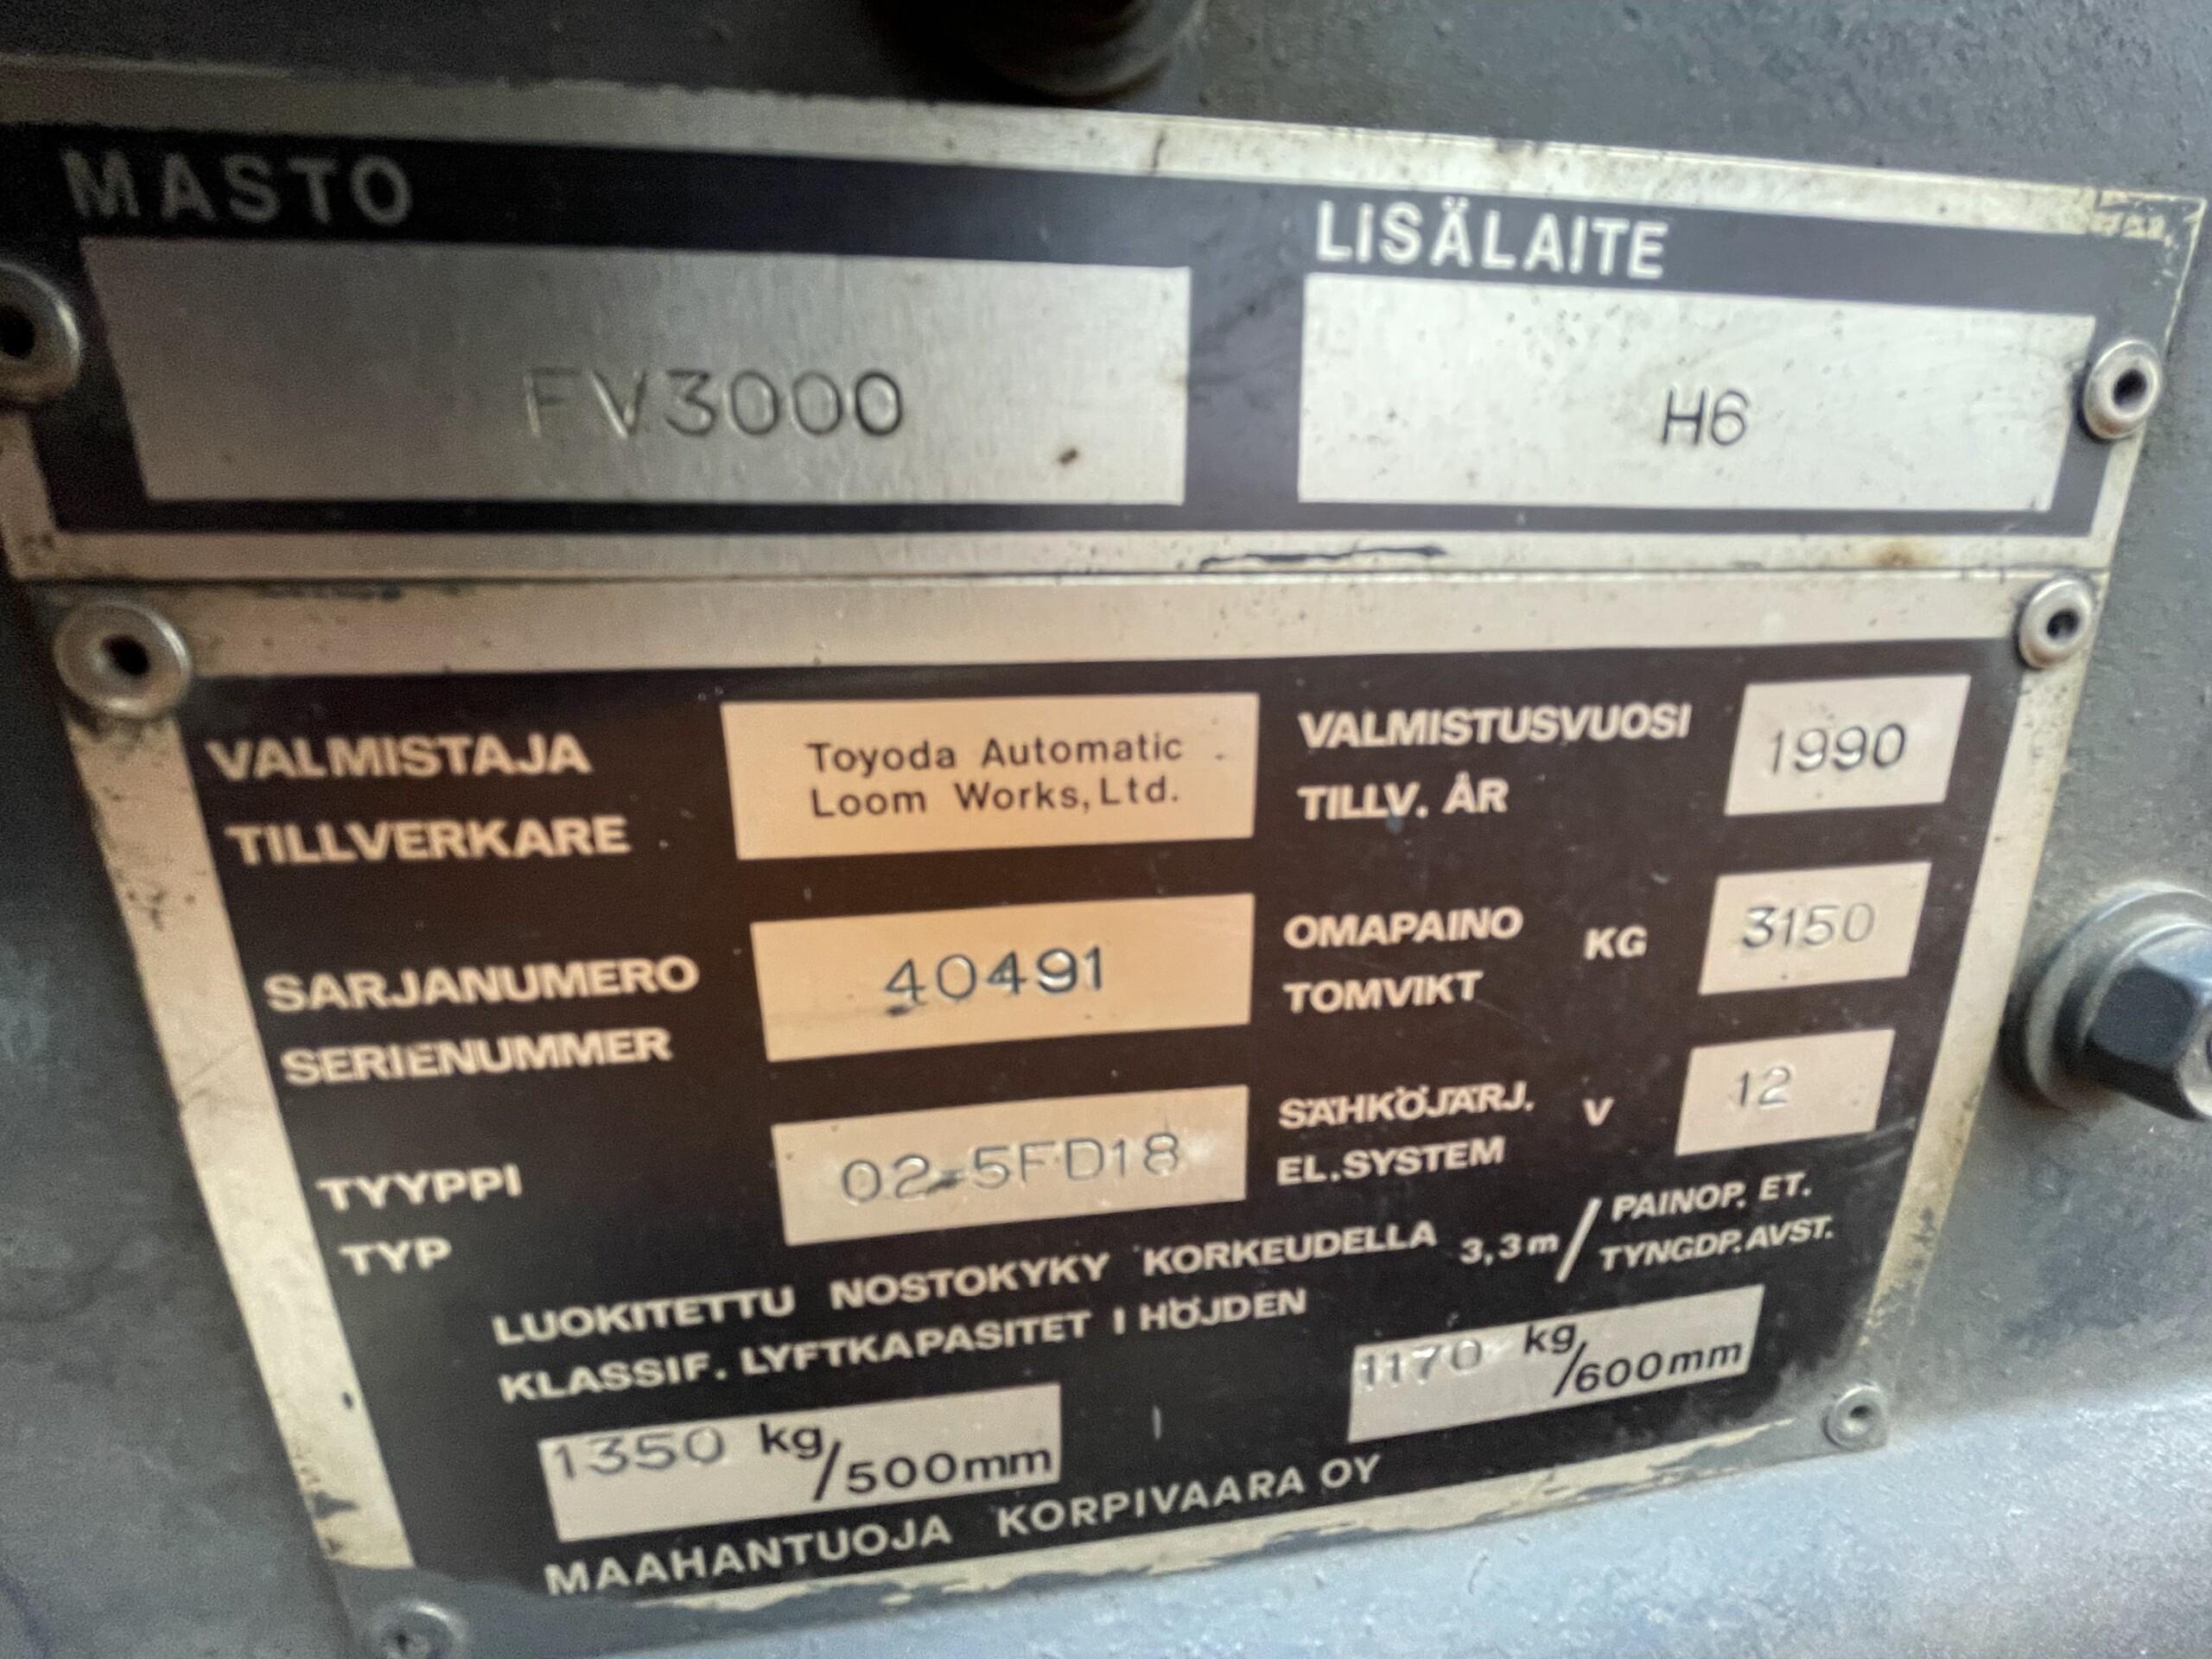 MASTO
LISÄLAITE
FV3000
H6
VALMISTAJA
TILLVERKARE
Toyoda Automatic
Loom Works, Ltd.
VALMISTUSVUOSI
TILLV. ÅR
1990
SARJANUMERO
SERIENUMMER
40491
OMAPAINO
TOMVIKT
KG
3150
TYYPPI
TYP
02-5FD18
SÄHKÖJÄRJ.
EL.SYSTEM
V
12
LUOKITETTU NOSTOKYKY KORKEUDELLA 3,3m/
KLASSIF. LYFTKAPASITET I HÖJDEN
PAINOP. ET.
TYNGDP. AVST.
1350 kg/500mm
1170 kg/600mm
MAAHANTUOJA KORPIVAARA OY